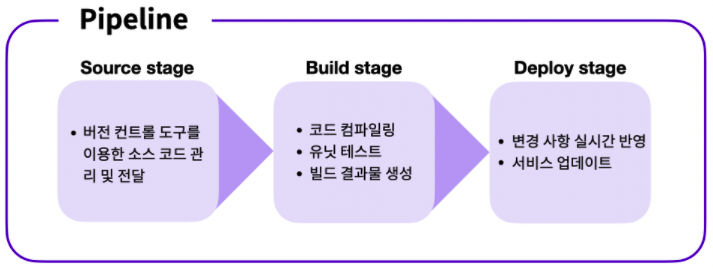 Pipeline
Source stage
• 버전 컨트롤 도구를
이용한 소스 코드 관
리 및 전달
Build stage
• 코드 컴파일링
• 유닛 테스트
• 빌드 결과물 생성
Deploy stage
• 변경 사항 실시간 반영
• 서비스 업데이트